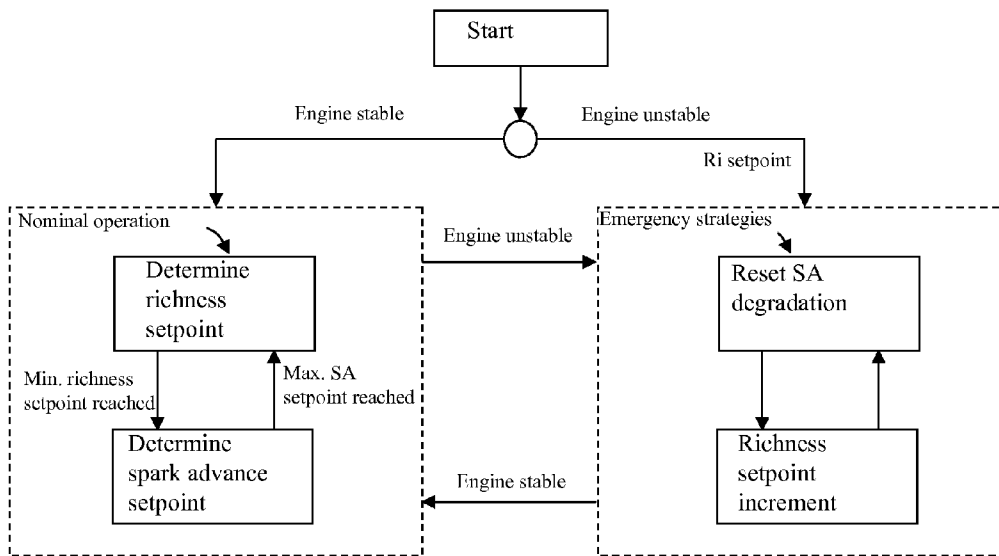 Start
Engine stable
Engine unstable
Ri setpoint
Nominal operation
Engine unstable
Emergency strategies
Determine
richness
setpoint
Reset SA
degradation
Min. richness
setpoint reached
Max. SA
setpoint reached
Determine
spark advance
setpoint
Engine stable
Richness
setpoint
increment